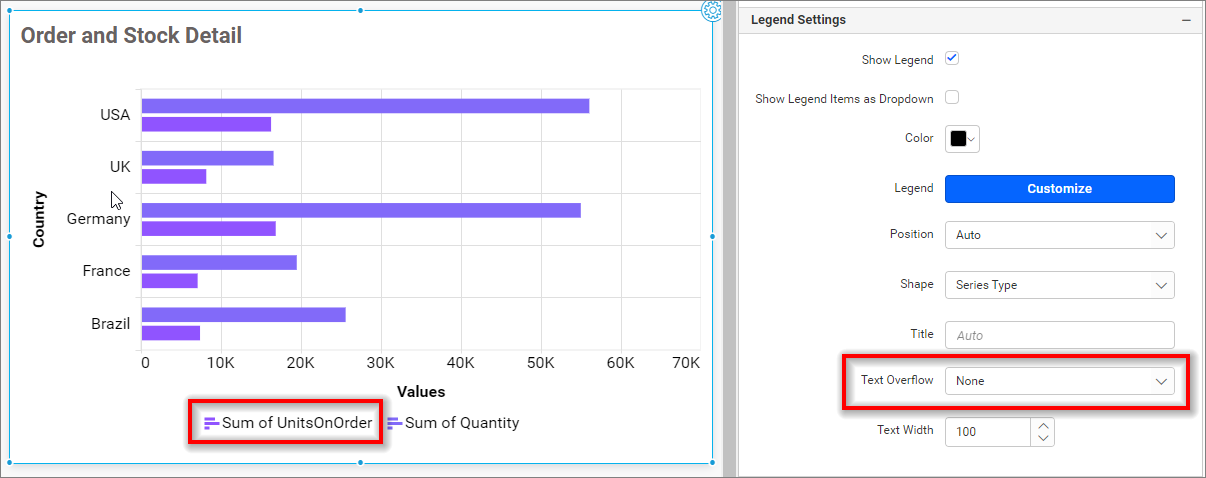 Order and Stock Detail
Country
USA
UK
Germany
France
Brazil
0 10K 20K 30K 40K 50K 60K 70K
Values
Sum of UnitsOnOrder Sum of Quantity
Legend Settings
Show Legend
Show Legend Items as Dropdown
Color
Legend Customize
Position Auto
Shape Series Type
Title Auto
Text Overflow None
Text Width 100